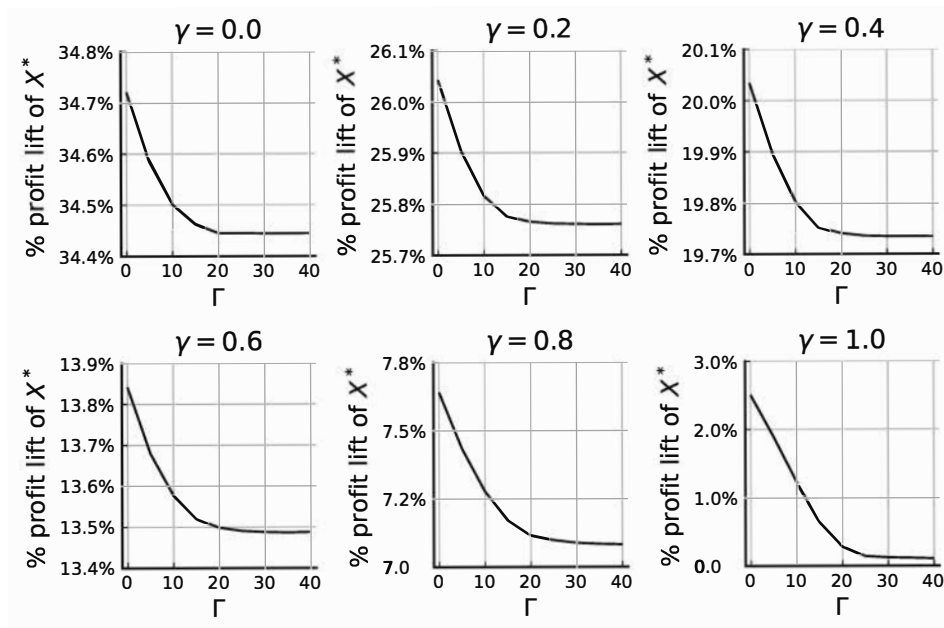 γ = 0.0
% profit lift of X*
34.8%
34.7%
34.6%
34.5%
34.4%
0 10 20 30 40
Γ
γ = 0.2
% profit lift of X*
26.1%
26.0%
25.9%
25.8%
25.7%
0 10 20 30 40
Γ
γ = 0.4
% profit lift of X*
20.1%
20.0%
19.9%
19.8%
19.7%
0 10 20 30 40
Γ
γ = 0.6
% profit lift of X*
13.9%
13.8%
13.7%
13.6%
13.5%
13.4%
0 10 20 30 40
Γ
γ = 0.8
% profit lift of X*
7.8%
7.5%
7.2%
7.0
0 10 20 30 40
Γ
γ = 1.0
% profit lift of X*
3.0%
2.0%
1.0%
0.0
0 10 20 30 40
Γ